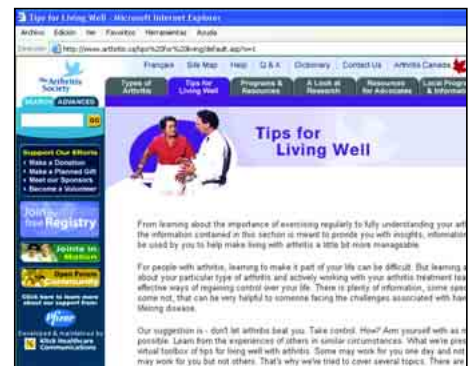 Tips for Living Well - Microsoft Internet Explorer
Archivo Edición Ver Favoritos Herramientas Ayuda
Français Site Map Help Q & A Dictionary Contact Us Arthritis Canada
The Arthritis Society
Types of Arthritis
Tips for Living Well
Programs & Resources
A Look at Research
Resources for Advocates
Local Progr
& Informat
SEARCH ADVANCED
GO
Tips for
Living Well
Support Our Efforts
Make a Donation
Make a Planned Gift
Meet our Sponsors
Become a Volunteer
Join
free Registry
Joints in
Motion
Open Forum
Community
Click here to learn more
about our support from:
Pfizer
Developed & maintained by
Klick Healthcare
Communications
From learning about the importance of exercising regularly to fully understanding your art
the information contained in this section is meant to provide you with insights, information
be used by you to help make living with arthritis a little bit more manageable.
For people with arthritis, learning to make it part of your life can be difficult. But learning a
about your particular type of arthritis and actively working with your arthritis treatment tea
effective ways of regaining control over your life. There is plenty of information, some spec
some not, that can be very helpful to someone facing the challenges associated with hav
lifelong disease.
Our suggestion is - don't let arthritis beat you. Take control. How? Arm yourself with as m
possible. Learn from the experiences of others in similar circumstances. What we're pres
virtual toolbox of tips for living well with arthritis. Some may work for you one day and not
may work for you but not others. That's why we've tried to cover several topics. There are